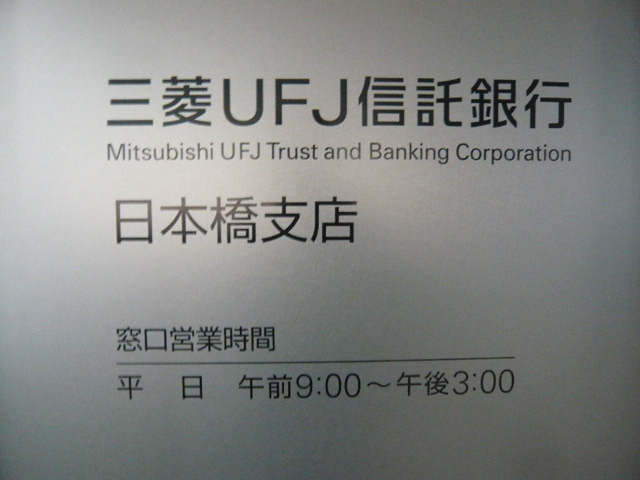 三菱UFJ信託銀行
Mitsubishi UFJ Trust and Banking Corporation
日本橋支店
窓口営業時間
平 日 午前9:00～午後3:00